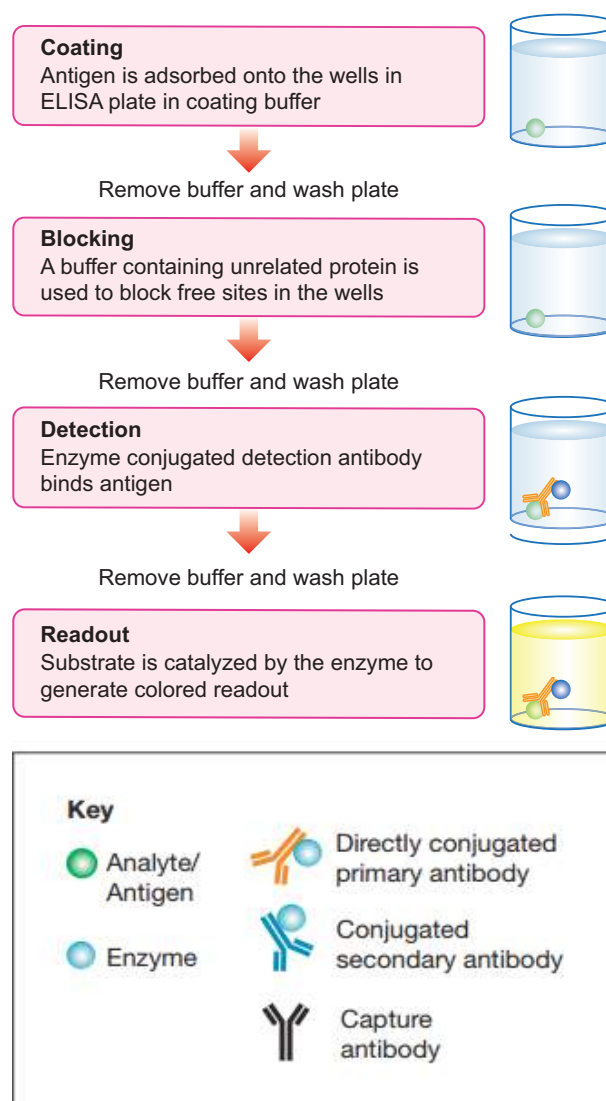 Coating
Antigen is adsorbed onto the wells in
ELISA plate in coating buffer
Remove buffer and wash plate
Blocking
A buffer containing unrelated protein is
used to block free sites in the wells
Remove buffer and wash plate
Detection
Enzyme conjugated detection antibody
binds antigen
Remove buffer and wash plate
Readout
Substrate is catalyzed by the enzyme to
generate colored readout
Key
Analyte/
Antigen
Enzyme
Directly conjugated
primary antibody
Conjugated
secondary antibody
Capture
antibody